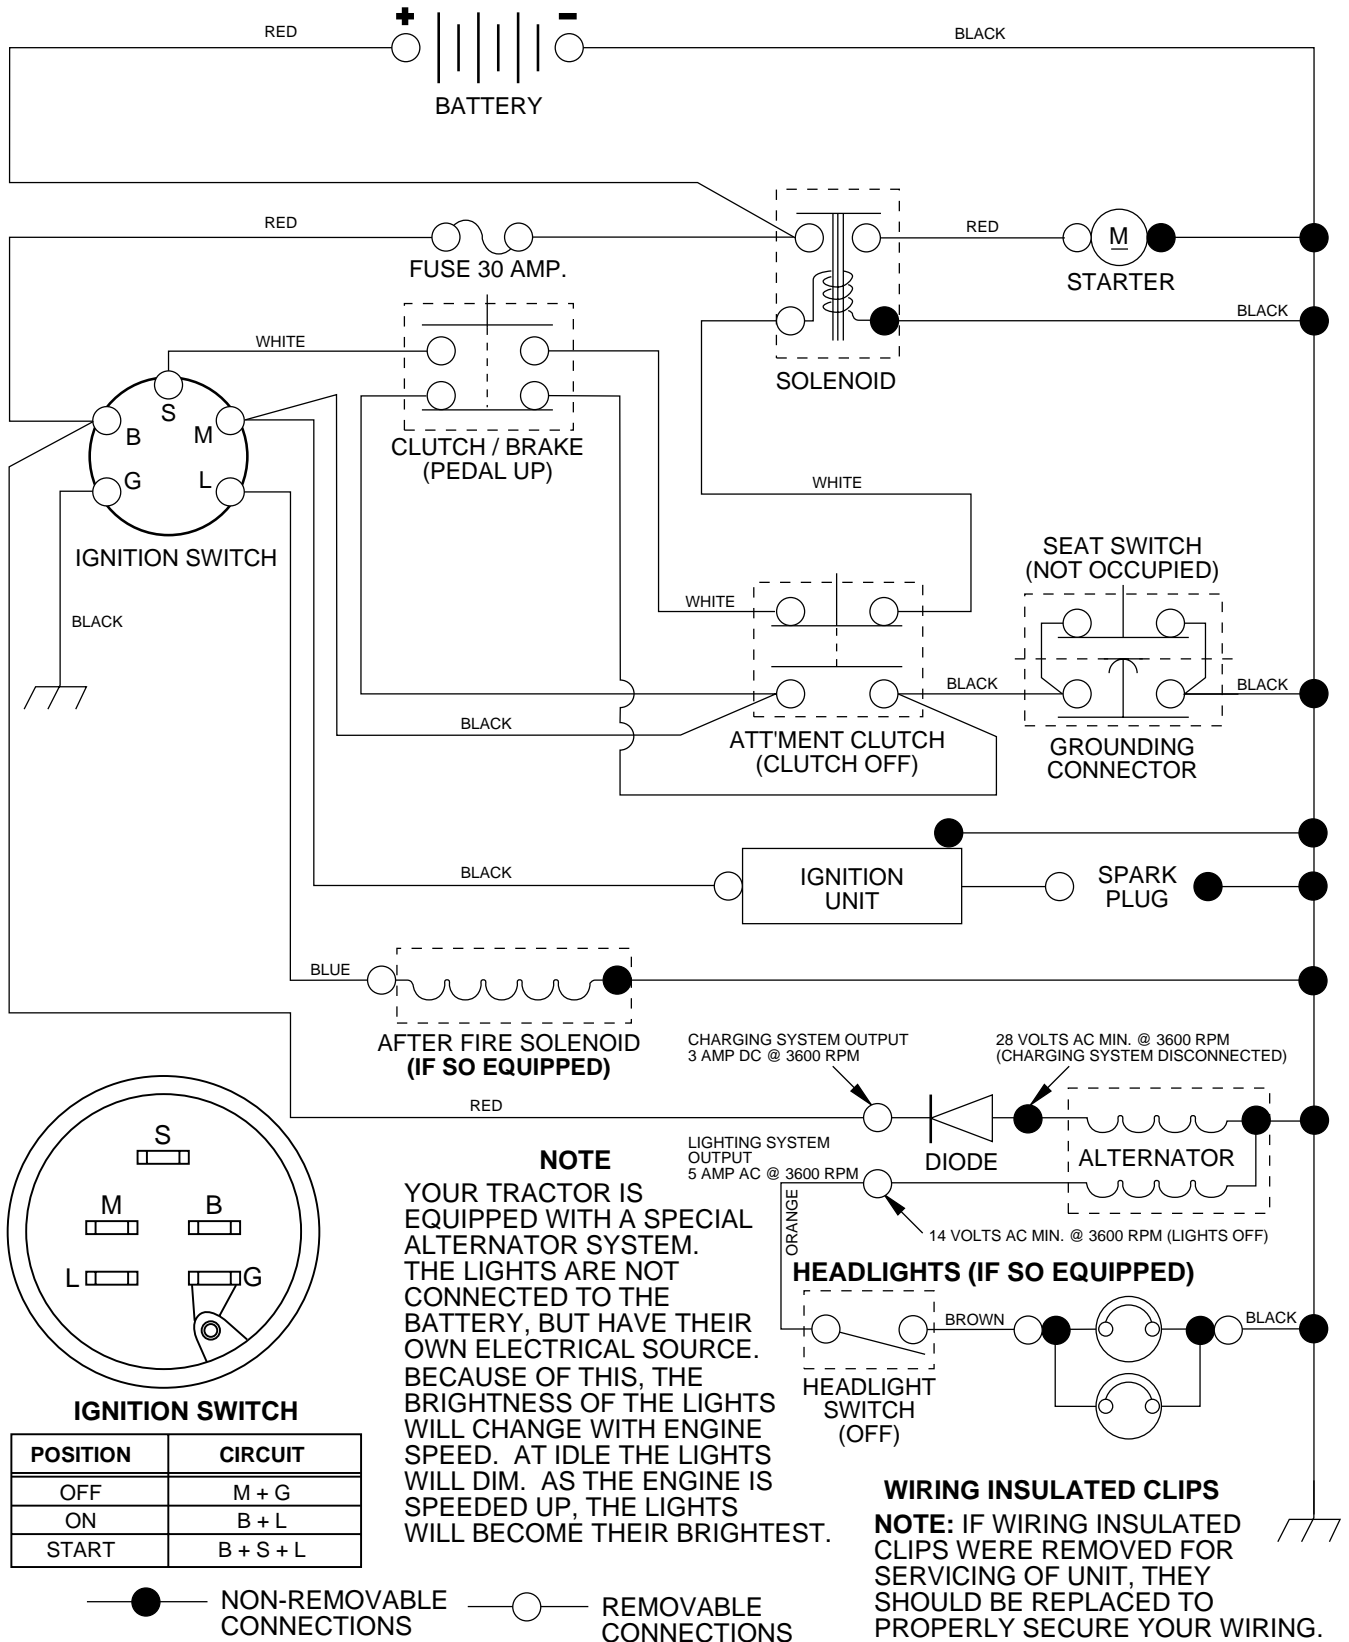 +
-
RED
BLACK
BATTERY
RED
RED
M
FUSE 30 AMP.
STARTER
BLACK
WHITE
SOLENOID
S
B
M
G
L
CLUTCH / BRAKE
(PEDAL UP)
WHITE
IGNITION SWITCH
SEAT SWITCH
(NOT OCCUPIED)
WHITE
BLACK
BLACK
BLACK
BLACK
ATT'MENT CLUTCH
(CLUTCH OFF)
GROUNDING
CONNECTOR
BLACK
IGNITION
UNIT
SPARK
PLUG
BLUE
AFTER FIRE SOLENOID
(IF SO EQUIPPED)
CHARGING SYSTEM OUTPUT
3 AMP DC @ 3600 RPM
28 VOLTS AC MIN. @ 3600 RPM
(CHARGING SYSTEM DISCONNECTED)
RED
DIODE
ALTERNATOR
LIGHTING SYSTEM
OUTPUT
5 AMP AC @ 3600 RPM
ORANGE
14 VOLTS AC MIN. @ 3600 RPM (LIGHTS OFF)
HEADLIGHTS (IF SO EQUIPPED)
BROWN
BLACK
HEADLIGHT
SWITCH
(OFF)
S
M
B
L
G
IGNITION SWITCH
POSITION CIRCUIT
OFF M + G
ON B + L
START B + S + L
NOTE
YOUR TRACTOR IS
EQUIPPED WITH A SPECIAL
ALTERNATOR SYSTEM.
THE LIGHTS ARE NOT
CONNECTED TO THE
BATTERY, BUT HAVE THEIR
OWN ELECTRICAL SOURCE.
BECAUSE OF THIS, THE
BRIGHTNESS OF THE LIGHTS
WILL CHANGE WITH ENGINE
SPEED. AT IDLE THE LIGHTS
WILL DIM. AS THE ENGINE IS
SPEEDED UP, THE LIGHTS
WILL BECOME THEIR BRIGHTEST.
WIRING INSULATED CLIPS
NOTE: IF WIRING INSULATED
CLIPS WERE REMOVED FOR
SERVICING OF UNIT, THEY
SHOULD BE REPLACED TO
PROPERLY SECURE YOUR WIRING.
NON-REMOVABLE
CONNECTIONS
REMOVABLE
CONNECTIONS